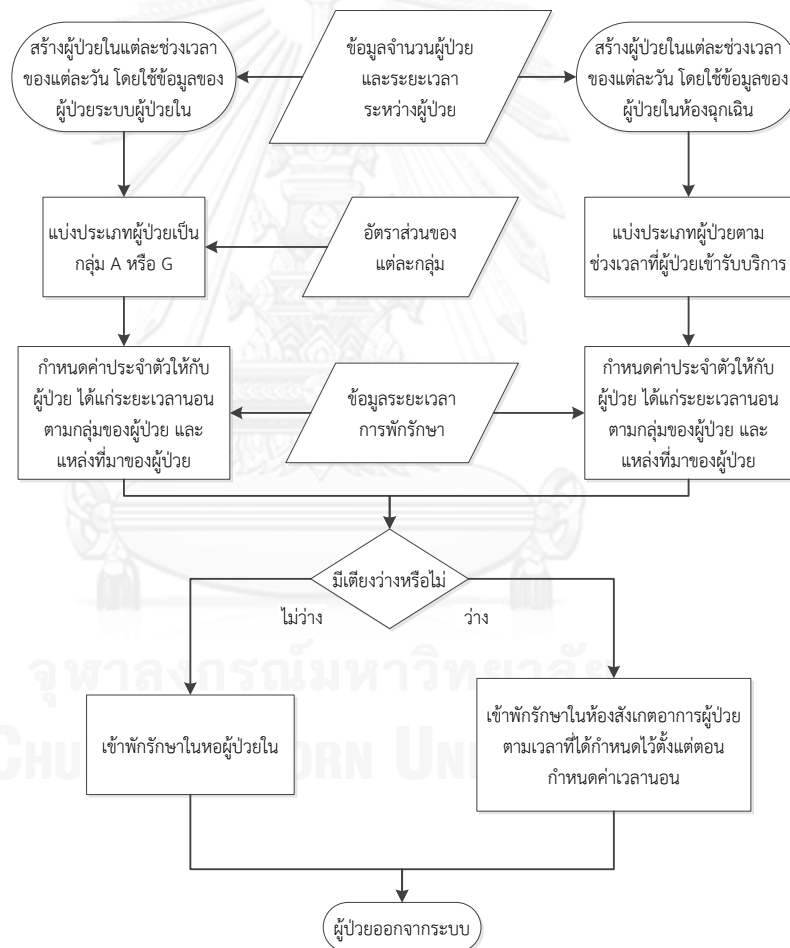 สร้างผู้ป่วยในแต่ละช่วงเวลา
ของแต่ละวัน โดยใช้ข้อมูลของ
ผู้ป่วยระบบผู้ป่วยใน
ข้อมูลจำนวนผู้ป่วย
และระยะเวลา
ระหว่างผู้ป่วย
สร้างผู้ป่วยในแต่ละช่วงเวลา
ของแต่ละวัน โดยใช้ข้อมูลของ
ผู้ป่วยในห้องฉุกเฉิน
แบ่งประเภทผู้ป่วยเป็น
กลุ่ม A หรือ G
อัตราส่วนของ
แต่ละกลุ่ม
แบ่งประเภทผู้ป่วยตาม
ช่วงเวลาที่ผู้ป่วยเข้ารับบริการ
กำหนดค่าประจำตัวให้กับ
ผู้ป่วย ได้แก่ระยะเวลานอน
ตามกลุ่มของผู้ป่วย และ
แหล่งที่มาของผู้ป่วย
ข้อมูลระยะเวลา
การพักรักษา
กำหนดค่าประจำตัวให้กับ
ผู้ป่วย ได้แก่ระยะเวลานอน
ตามกลุ่มของผู้ป่วย และ
แหล่งที่มาของผู้ป่วย
มีเตียงว่างหรือไม่
ไม่ว่าง
ว่าง
จุฬาลงกรณ์มหาวิทยาลัย
เข้าพักรักษาในหอผู้ป่วยใน
เข้าพักรักษาในห้องสังเกตอาการผู้ป่วย
ตามเวลาที่ได้กำหนดไว้ตั้งแต่ตอน
กำหนดค่าเวลานอน
ผู้ป่วยออกจากระบบ